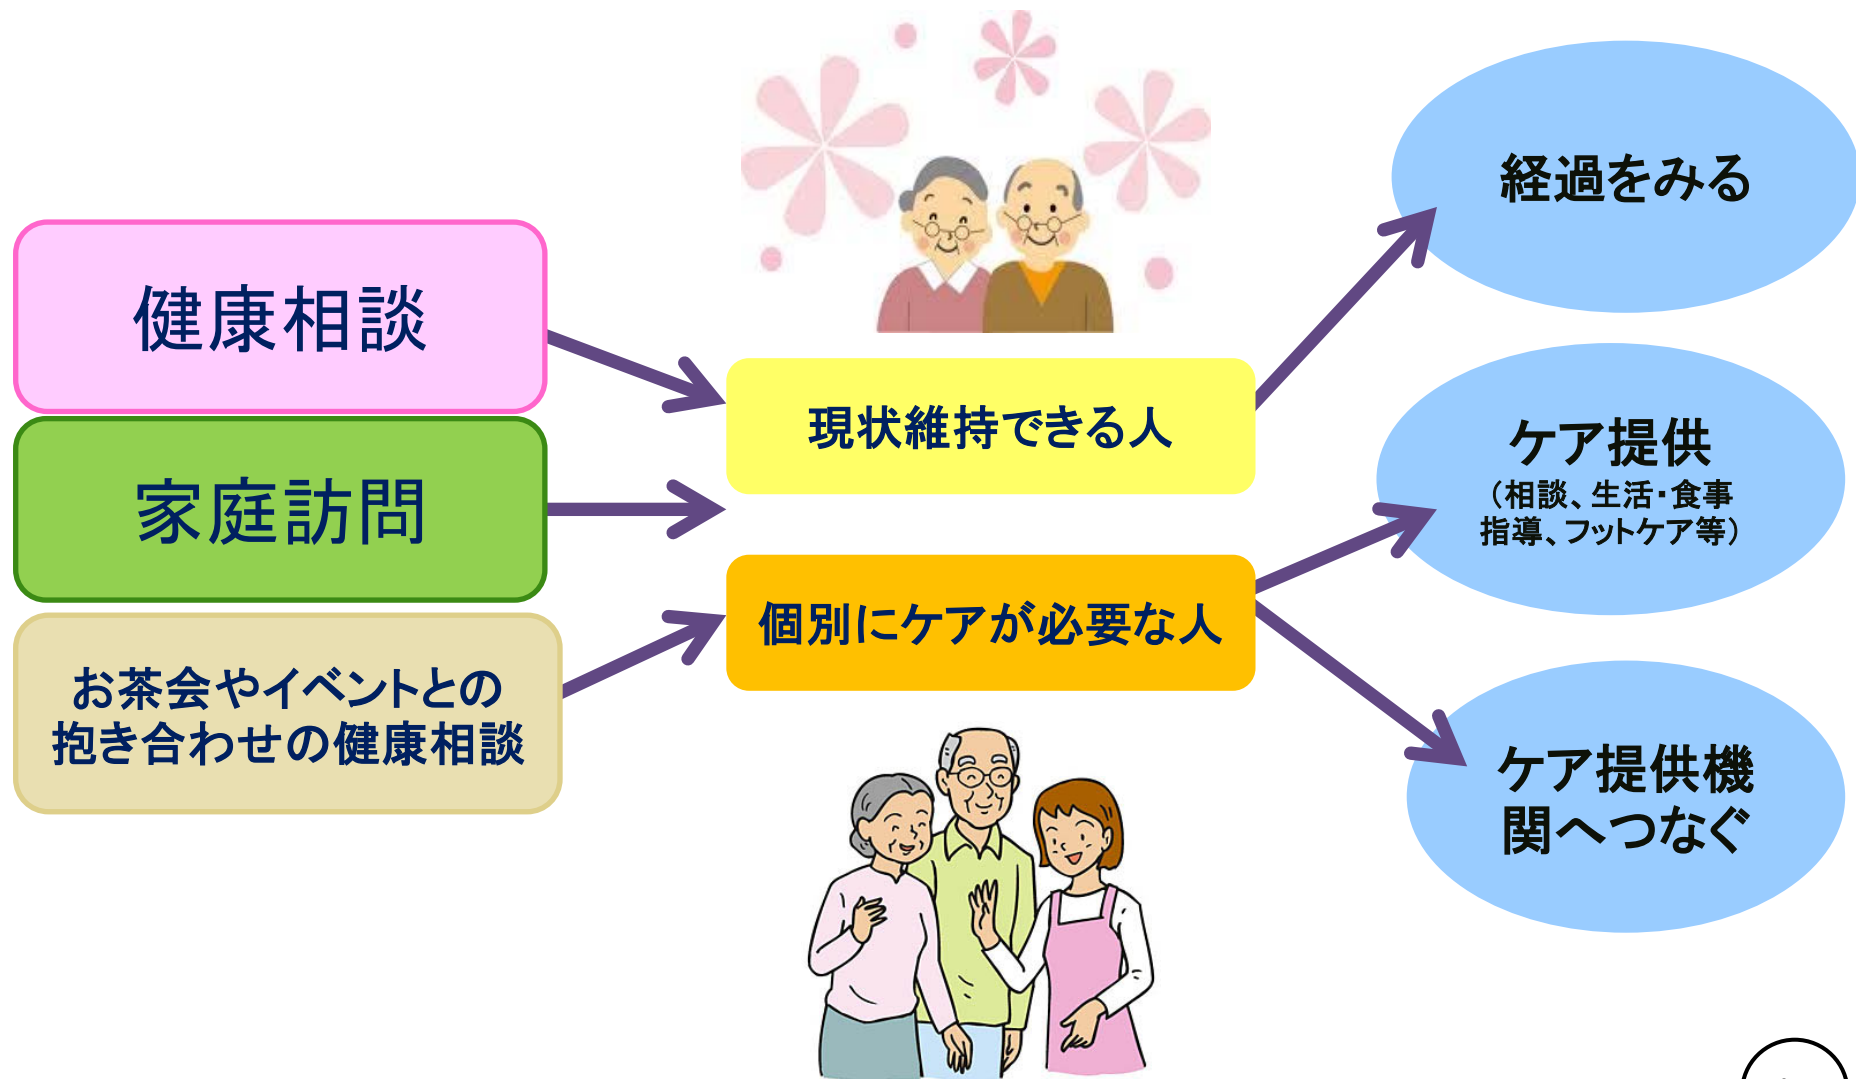 健康相談
家庭訪問
お茶会やイベントとの
抱き合わせの健康相談
現状維持できる人
個別にケアが必要な人
経過をみる
ケア提供
（相談、生活・食事
指導、フットケア等）
ケア提供機
関へつなぐ